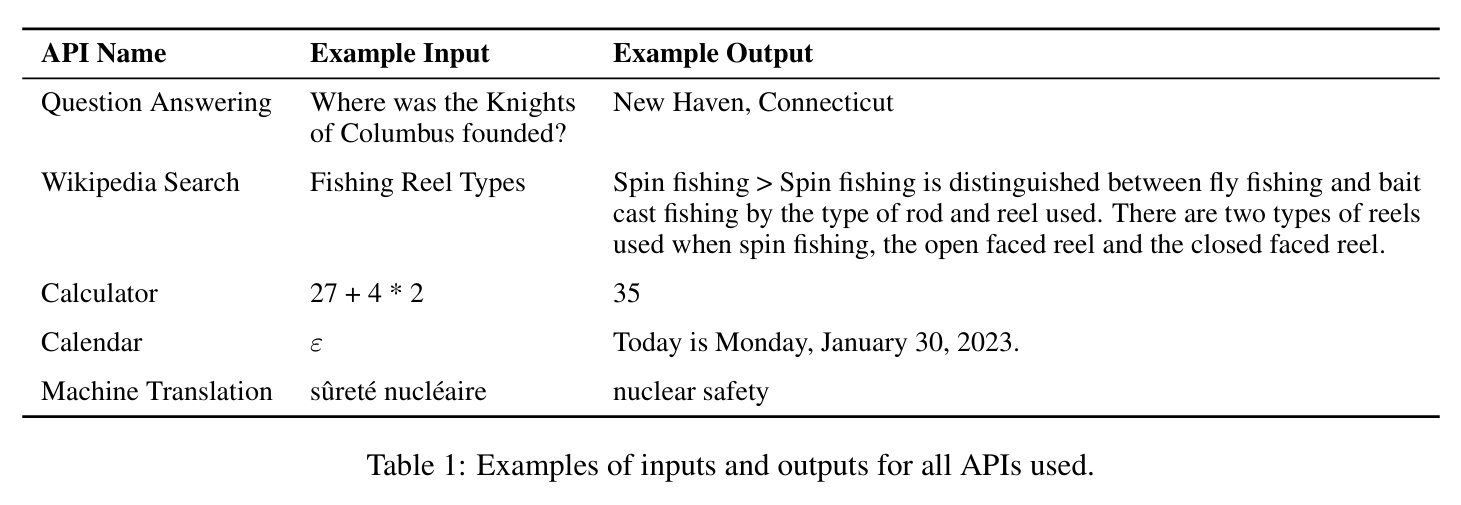 API Name Example Input Example Output
Question Answering Where was the Knights New Haven, Connecticut
of Columbus founded?
Wikipedia Search Fishing Reel Types Spin fishing > Spin fishing is distinguished between fly fishing and bait
cast fishing by the type of rod and reel used. There are two types of reels
used when spin fishing, the open faced reel and the closed faced reel.
Calculator 27 + 4 * 2 35
Calendar ε Today is Monday, January 30, 2023.
Machine Translation sûreté nucléaire nuclear safety
Table 1: Examples of inputs and outputs for all APIs used.